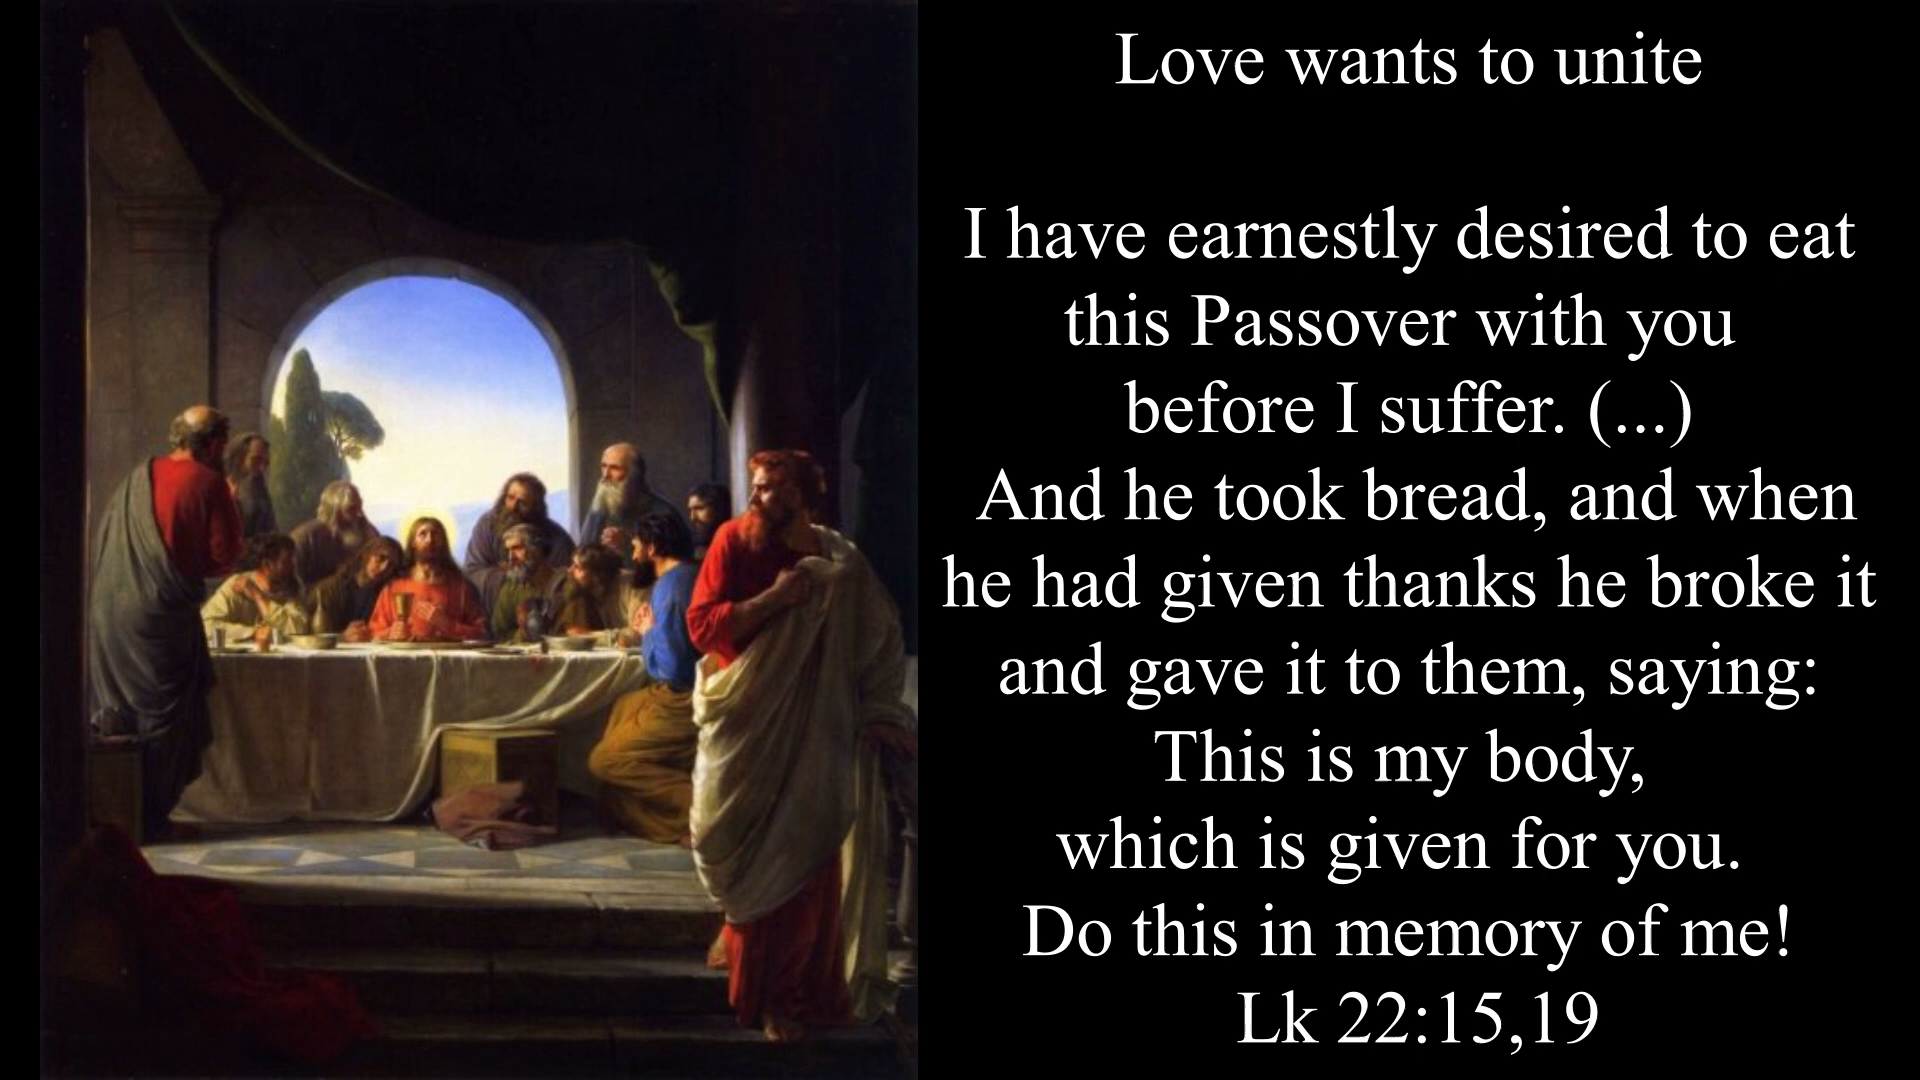 Love wants to unite
I have earnestly desired to eat
this Passover with you
before I suffer. (...)
And he took bread, and when
he had given thanks he broke it
and gave it to them, saying:
This is my body,
which is given for you.
Do this in memory of me!
Lk 22:15,19